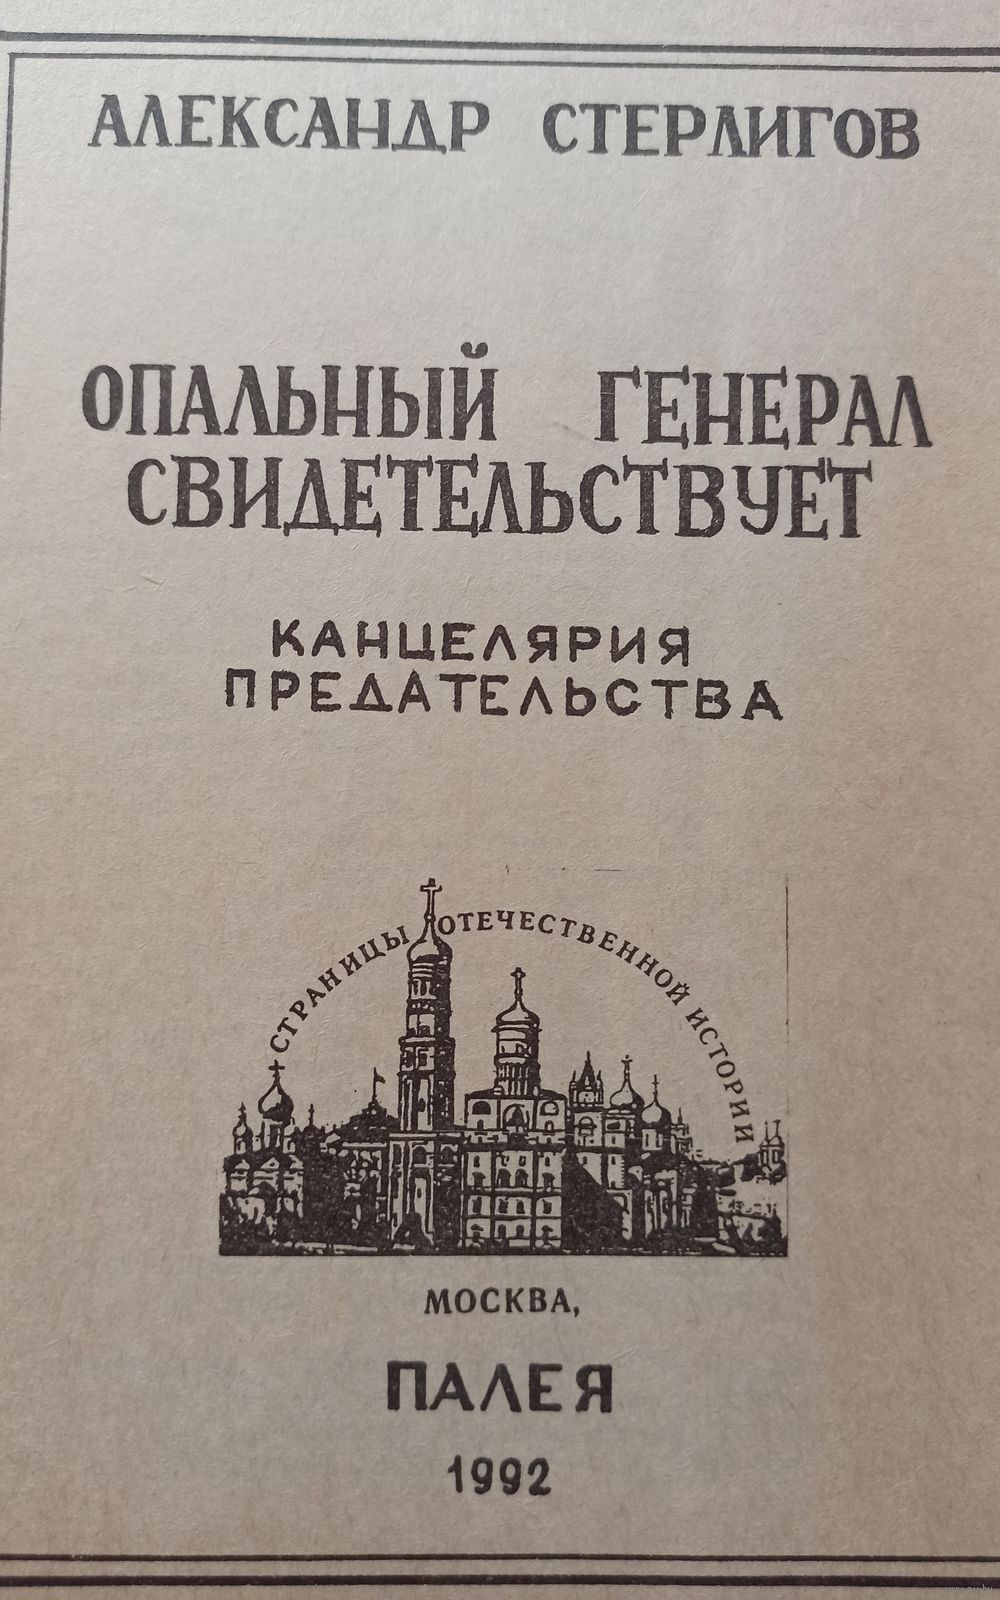 АЛЕКСАНДР СТЕРЛИГОВ
ОПАЛЬНЫЙ ГЕНЕРАЛ
СВИДЕТЕЛЬСТВУЕТ
КАНЦЕЛЯРИЯ
ПРЕДАТЕЛЬСТВА
СТРАНИЦЫ ОТЕЧЕСТВЕННОЙ ИСТОРИИ
МОСКВА,
ПАЛЕЯ
1992